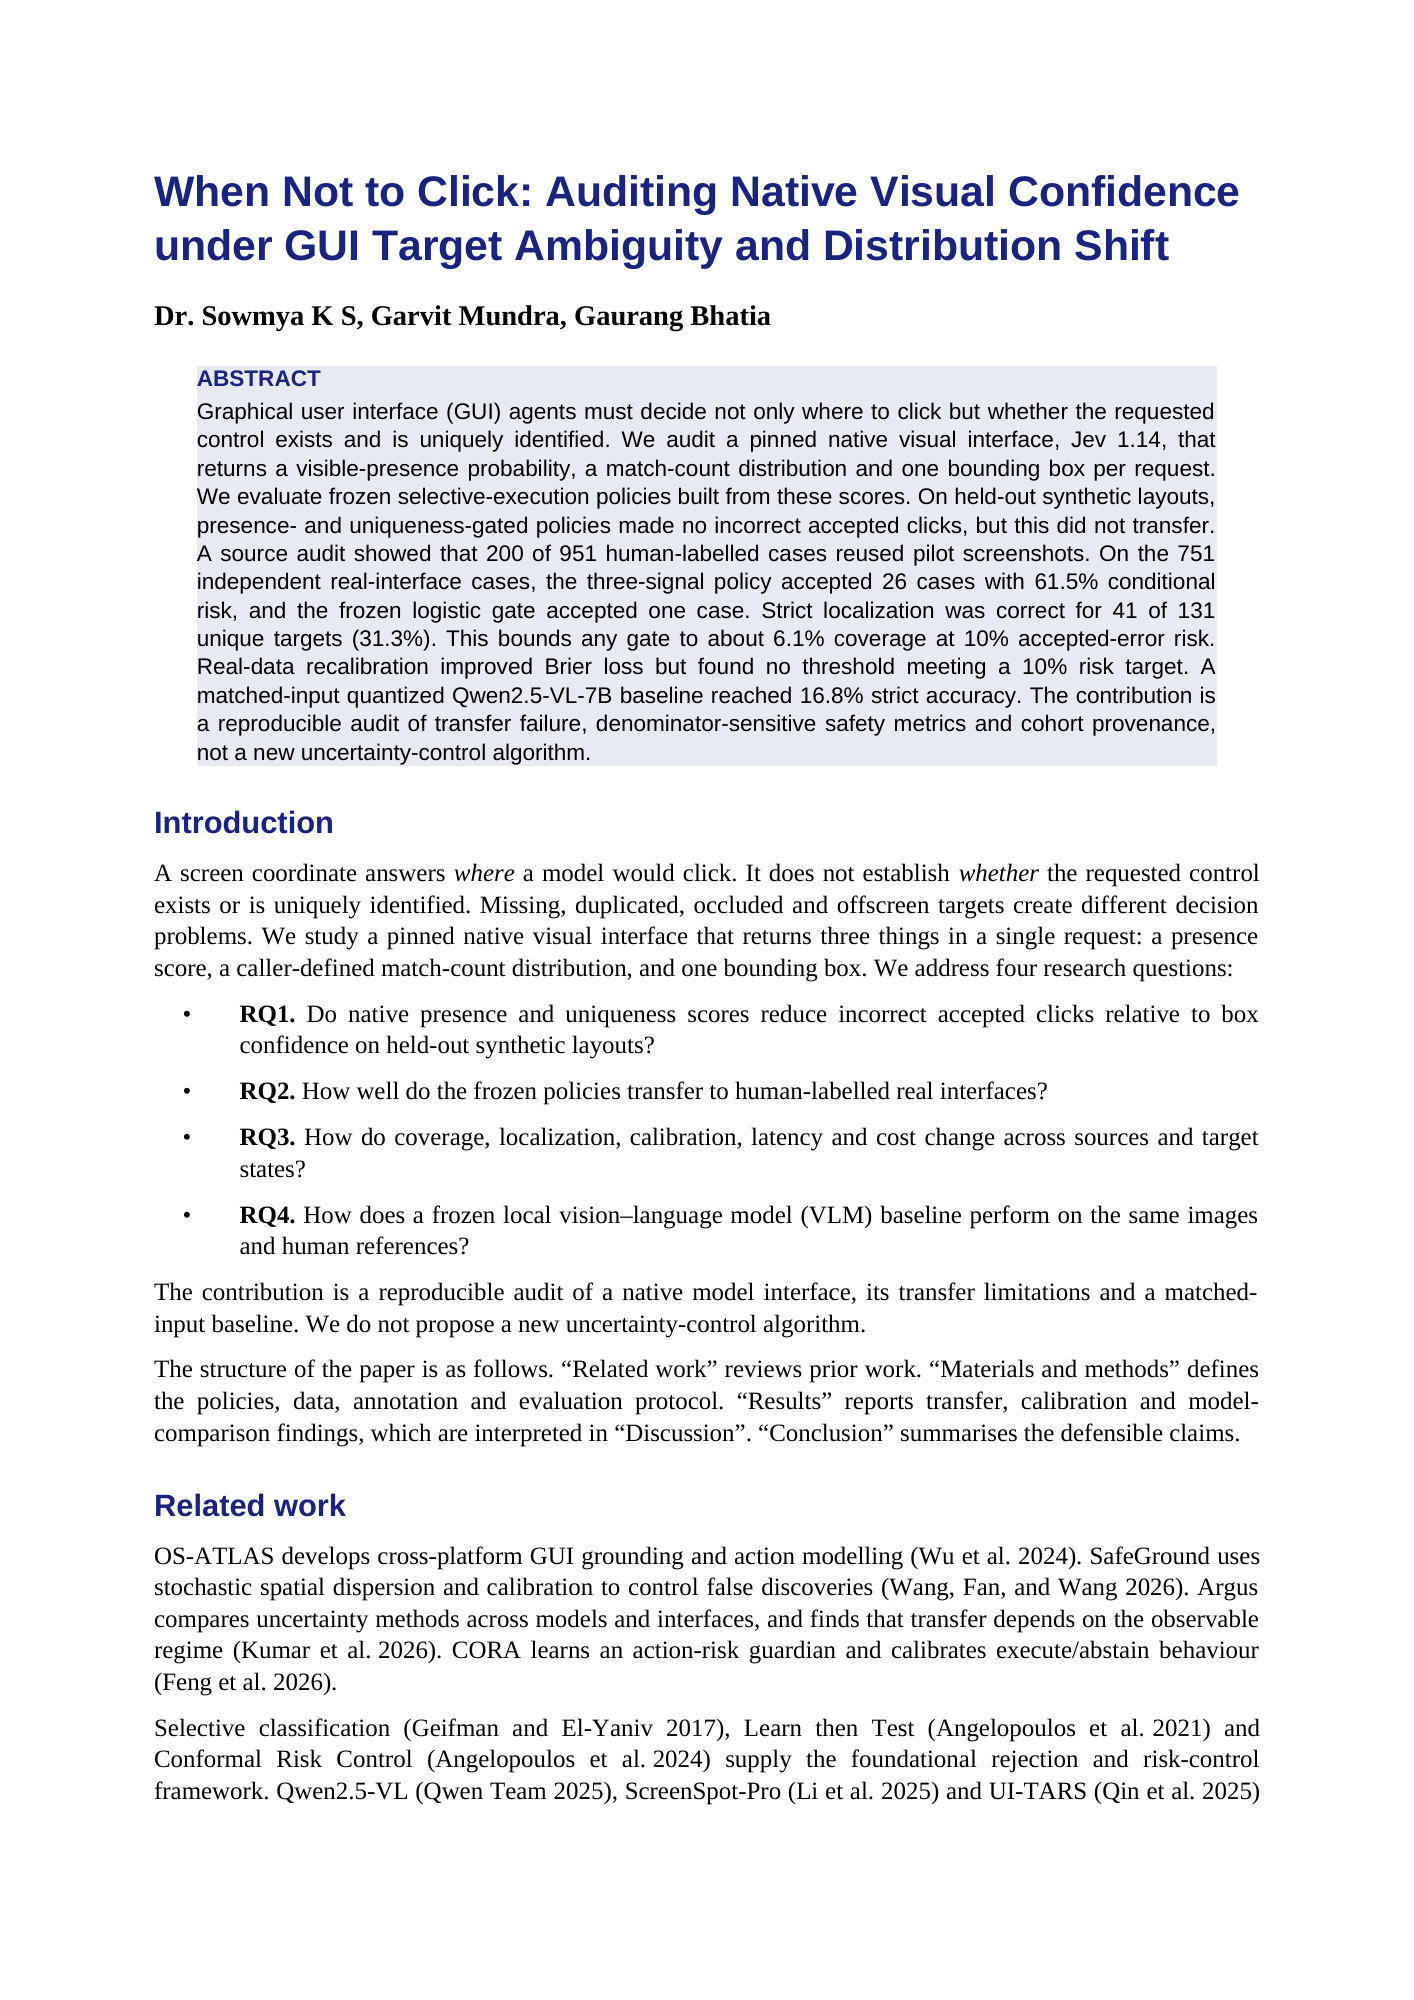 When Not to Click: Auditing Native Visual Confidence
under GUI Target Ambiguity and Distribution Shift
Dr. Sowmya K S, Garvit Mundra, Gaurang Bhatia
ABSTRACT
Graphical user interface (GUI) agents must decide not only where to click but whether the requested
control exists and is uniquely identified. We audit a pinned native visual interface, Jev 1.14, that
returns a visible-presence probability, a match-count distribution and one bounding box per request.
We evaluate frozen selective-execution policies built from these scores. On held-out synthetic layouts,
presence- and uniqueness-gated policies made no incorrect accepted clicks, but this did not transfer.
A source audit showed that 200 of 951 human-labelled cases reused pilot screenshots. On the 751
independent real-interface cases, the three-signal policy accepted 26 cases with 61.5% conditional
risk, and the frozen logistic gate accepted one case. Strict localization was correct for 41 of 131
unique targets (31.3%). This bounds any gate to about 6.1% coverage at 10% accepted-error risk.
Real-data recalibration improved Brier loss but found no threshold meeting a 10% risk target. A
matched-input quantized Qwen2.5-VL-7B baseline reached 16.8% strict accuracy. The contribution is
a reproducible audit of transfer failure, denominator-sensitive safety metrics and cohort provenance,
not a new uncertainty-control algorithm.
Introduction
A screen coordinate answers where a model would click. It does not establish whether the requested control
exists or is uniquely identified. Missing, duplicated, occluded and offscreen targets create different decision
problems. We study a pinned native visual interface that returns three things in a single request: a presence
score, a caller-defined match-count distribution, and one bounding box. We address four research questions:
• RQ1. Do native presence and uniqueness scores reduce incorrect accepted clicks relative to box
confidence on held-out synthetic layouts?
• RQ2. How well do the frozen policies transfer to human-labelled real interfaces?
• RQ3. How do coverage, localization, calibration, latency and cost change across sources and target
states?
• RQ4. How does a frozen local vision–language model (VLM) baseline perform on the same images
and human references?
The contribution is a reproducible audit of a native model interface, its transfer limitations and a matched-
input baseline. We do not propose a new uncertainty-control algorithm.
The structure of the paper is as follows. “Related work” reviews prior work. “Materials and methods” defines
the policies, data, annotation and evaluation protocol. “Results” reports transfer, calibration and model-
comparison findings, which are interpreted in “Discussion”. “Conclusion” summarises the defensible claims.
Related work
OS-ATLAS develops cross-platform GUI grounding and action modelling (Wu et al. 2024). SafeGround uses
stochastic spatial dispersion and calibration to control false discoveries (Wang, Fan, and Wang 2026). Argus
compares uncertainty methods across models and interfaces, and finds that transfer depends on the observable
regime (Kumar et al. 2026). CORA learns an action-risk guardian and calibrates execute/abstain behaviour
(Feng et al. 2026).
Selective classification (Geifman and El-Yaniv 2017), Learn then Test (Angelopoulos et al. 2021) and
Conformal Risk Control (Angelopoulos et al. 2024) supply the foundational rejection and risk-control
framework. Qwen2.5-VL (Qwen Team 2025), ScreenSpot-Pro (Li et al. 2025) and UI-TARS (Qin et al. 2025)